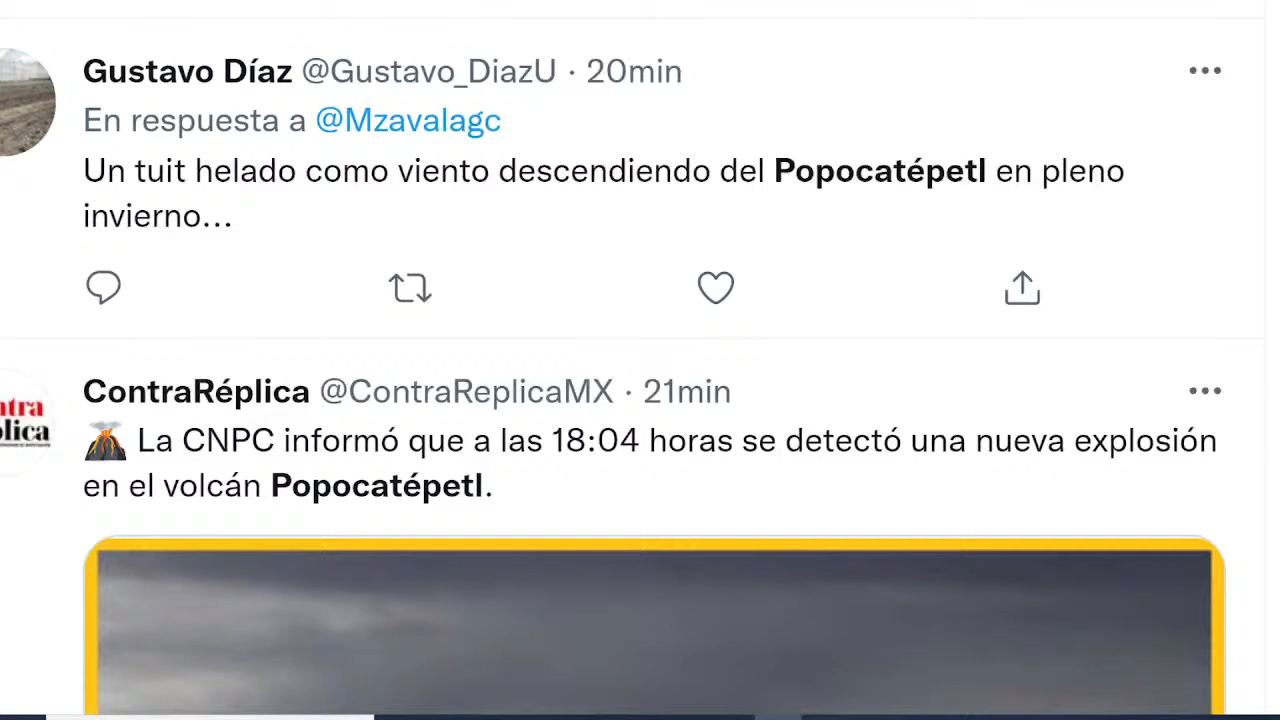 Gustavo Díaz @Gustavo_DiazU · 20min
En respuesta a @Mzavalagc
Un tuit helado como viento descendiendo del Popocatépetl en pleno
invierno...
ContraRéplica @ContraReplicaMX · 21min
ntra
plica
🌋 La CNPC informó que a las 18:04 horas se detectó una nueva explosión
en el volcán Popocatépetl.